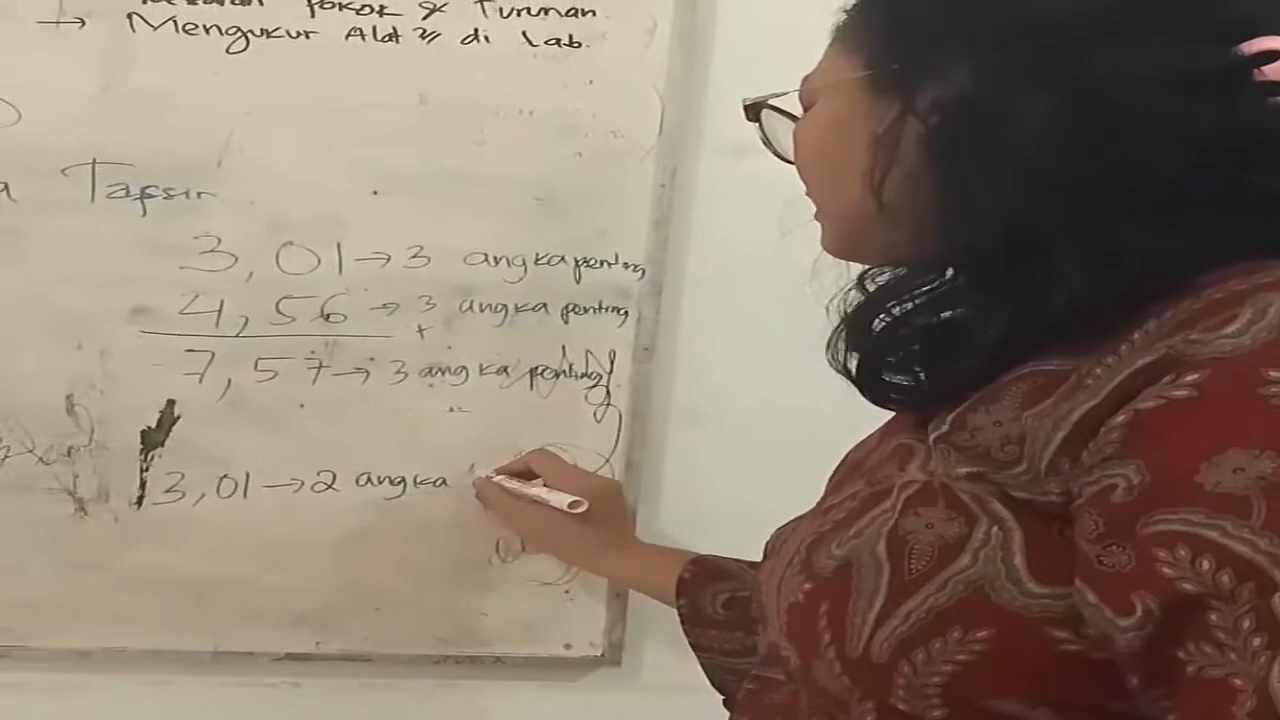 Pokok & Turunan
→ Mengukur Alat² di Lab.
Tafsir
3,01 → 3 angka penting
4,56 → 3 angka penting
+
7,57 → 3 angka penting
3,01 → 2 angka